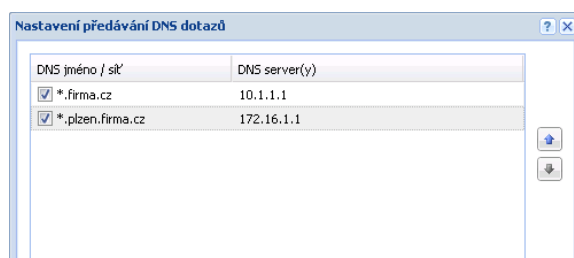 Nastavení předávání DNS dotazů
DNS jméno / síť DNS server(y)
*.firma.cz 10.1.1.1
*.plzen.firma.cz 172.16.1.1